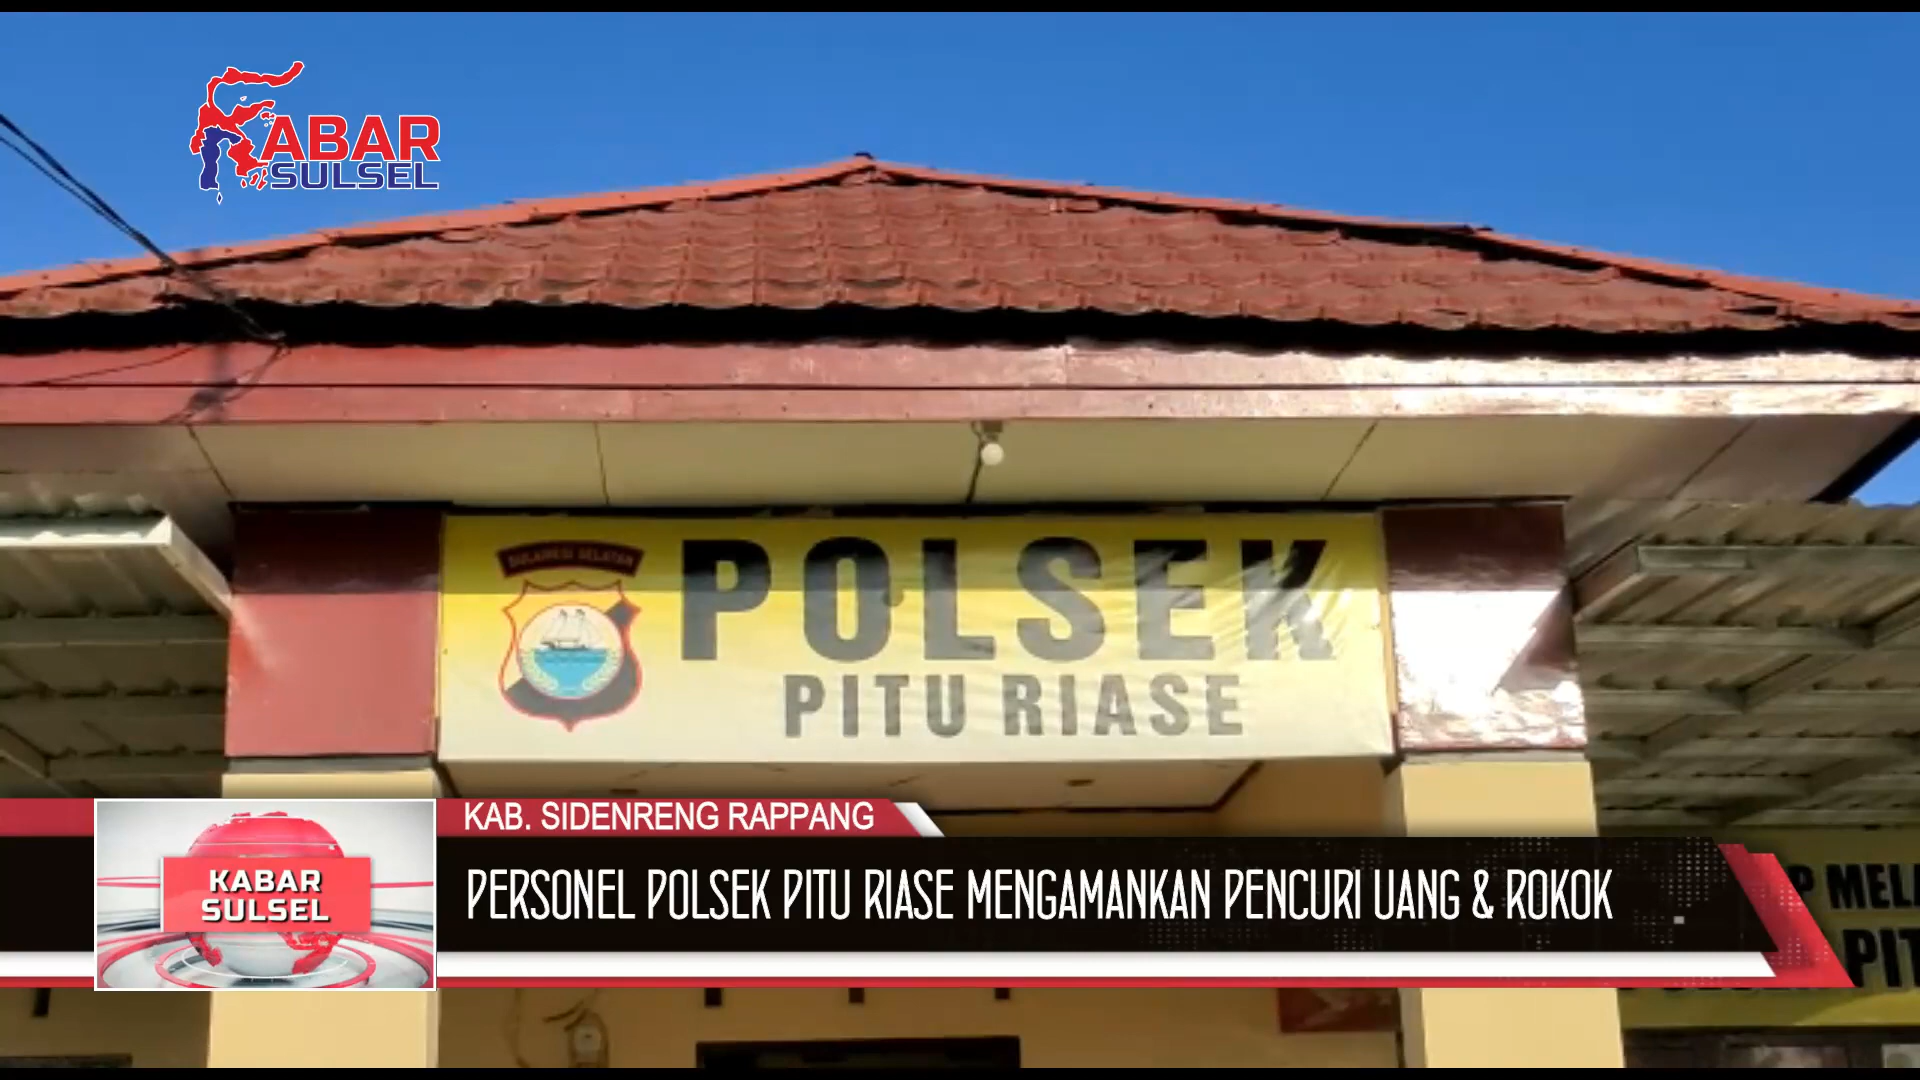 KABAR
SULSEL
SULAWESI SELATAN
POLSEK
PITU RIASE
KAB. SIDENRENG RAPPANG
KABAR
SULSEL
PERSONEL POLSEK PITU RIASE MENGAMANKAN PENCURI UANG & ROKOK